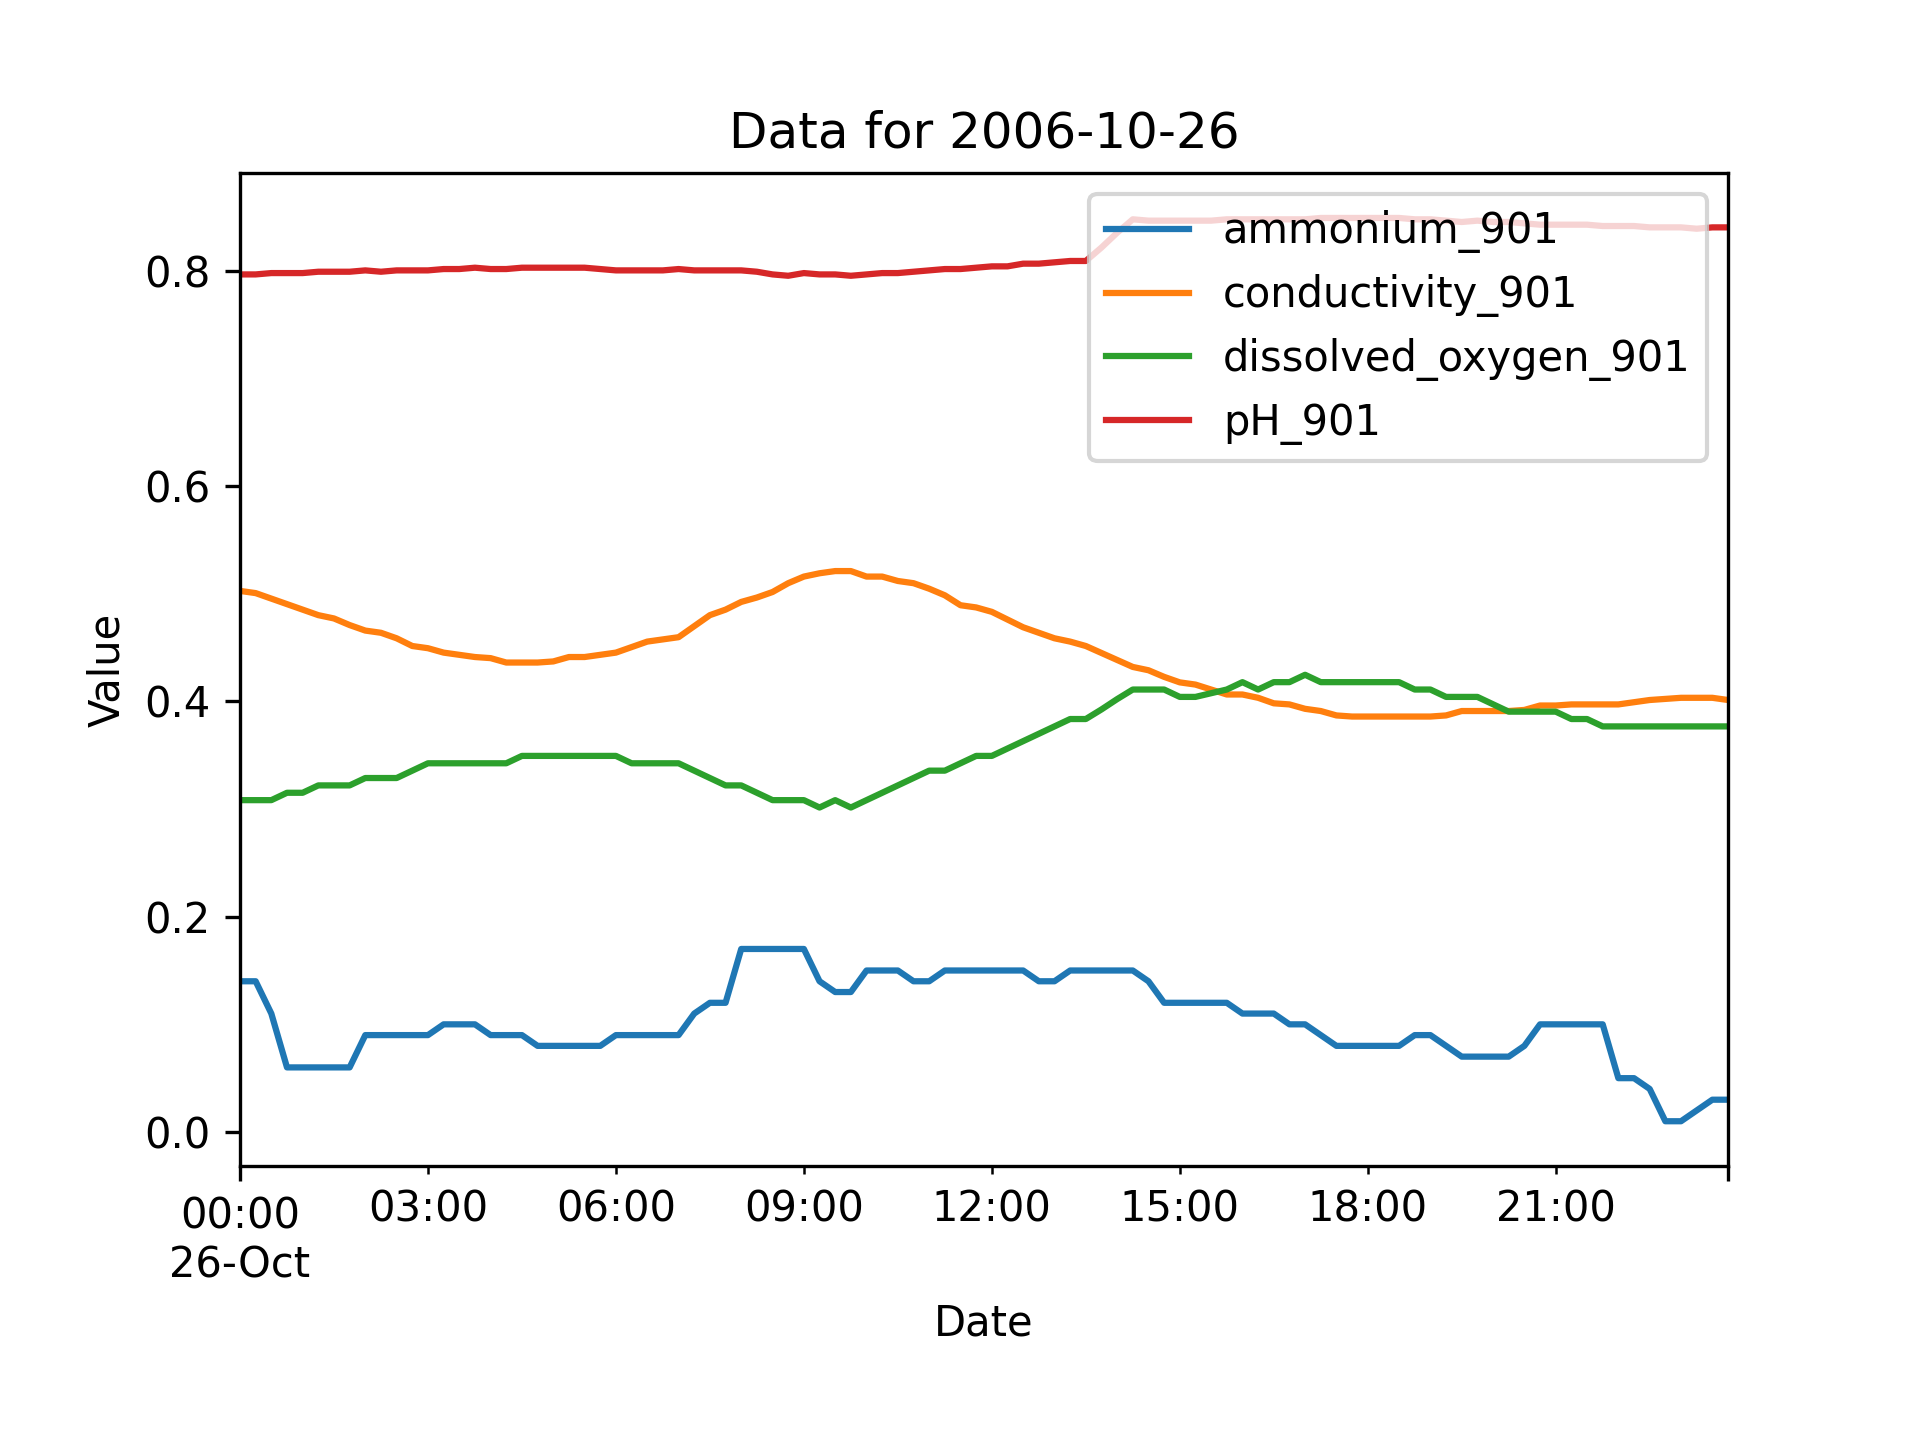 Data for 2006-10-26
ammonium_901
conductivity_901
dissolved_oxygen_901
pH_901
Value
0.8
0.6
0.4
0.2
0.0
00:00 03:00 06:00 09:00 12:00 15:00 18:00 21:00
26-Oct
Date